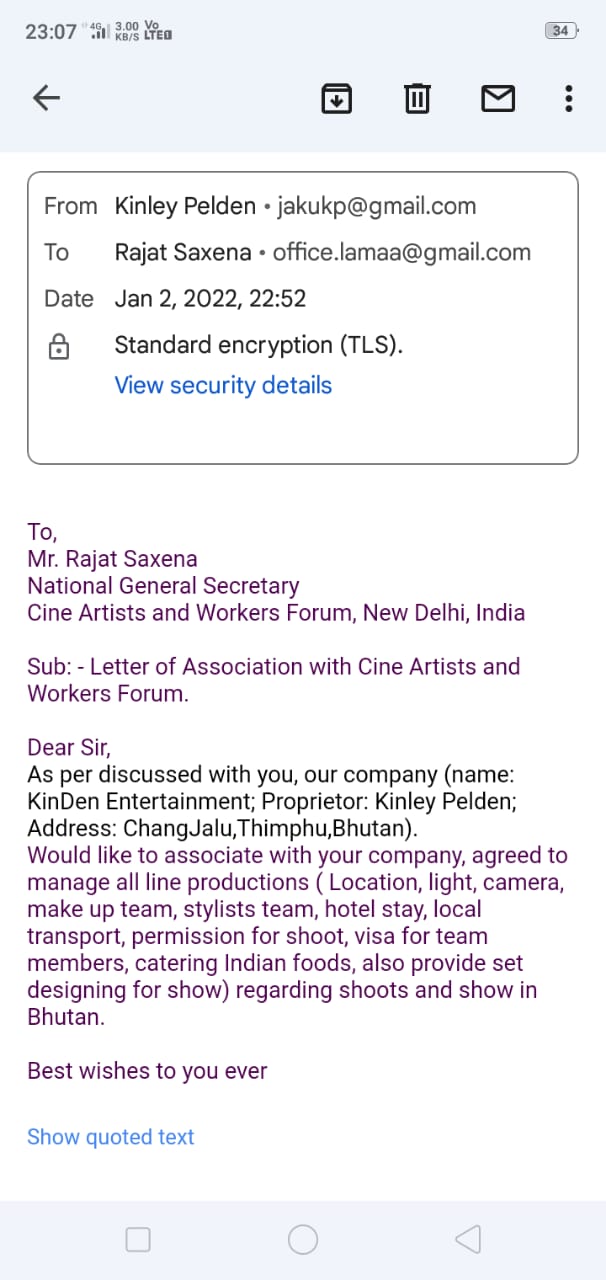 23:07 4G 3.00 KB/S Vo LTE 34
From Kinley Pelden • jakukp@gmail.com
To Rajat Saxena • office.lamaa@gmail.com
Date Jan 2, 2022, 22:52
Standard encryption (TLS).
View security details
To,
Mr. Rajat Saxena
National General Secretary
Cine Artists and Workers Forum, New Delhi, India
Sub: - Letter of Association with Cine Artists and
Workers Forum.
Dear Sir,
As per discussed with you, our company (name:
KinDen Entertainment; Proprietor: Kinley Pelden;
Address: ChangJalu,Thimphu,Bhutan).
Would like to associate with your company, agreed to
manage all line productions ( Location, light, camera,
make up team, stylists team, hotel stay, local
transport, permission for shoot, visa for team
members, catering Indian foods, also provide set
designing for show) regarding shoots and show in
Bhutan.
Best wishes to you ever
Show quoted text